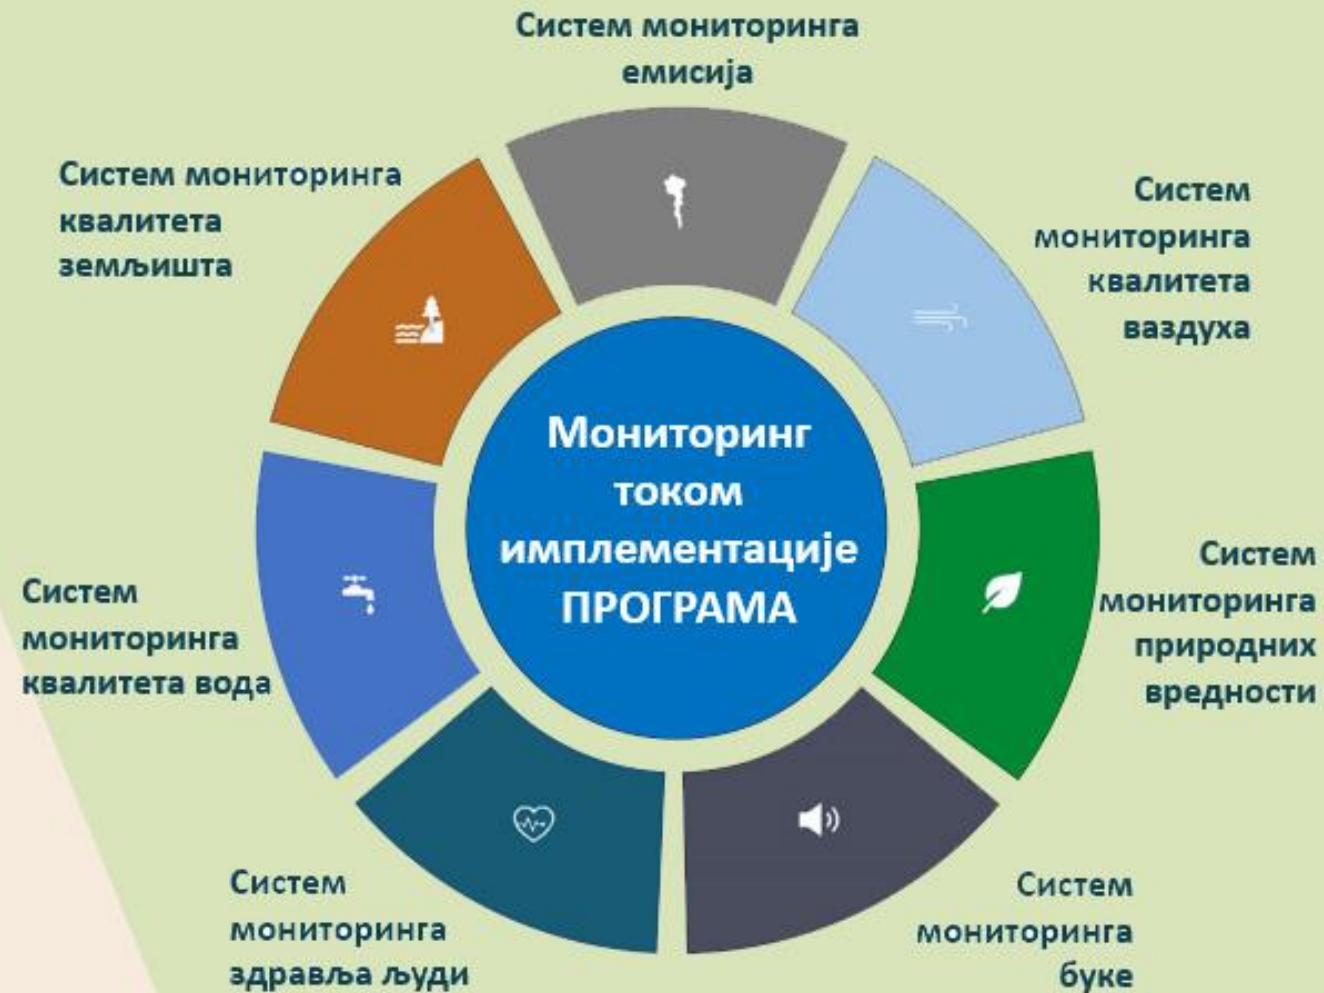 Систем мониторинга
емисија
Систем мониторинга
квалитета
земљишта
Систем
мониторинга
квалитета
ваздуха
Мониторинг
током
имплементације
ПРОГРАМА
Систем
мониторинга
природних
вредности
Систем
мониторинга
квалитета вода
Систем
мониторинга
здравља људи
Систем
мониторинга
буке